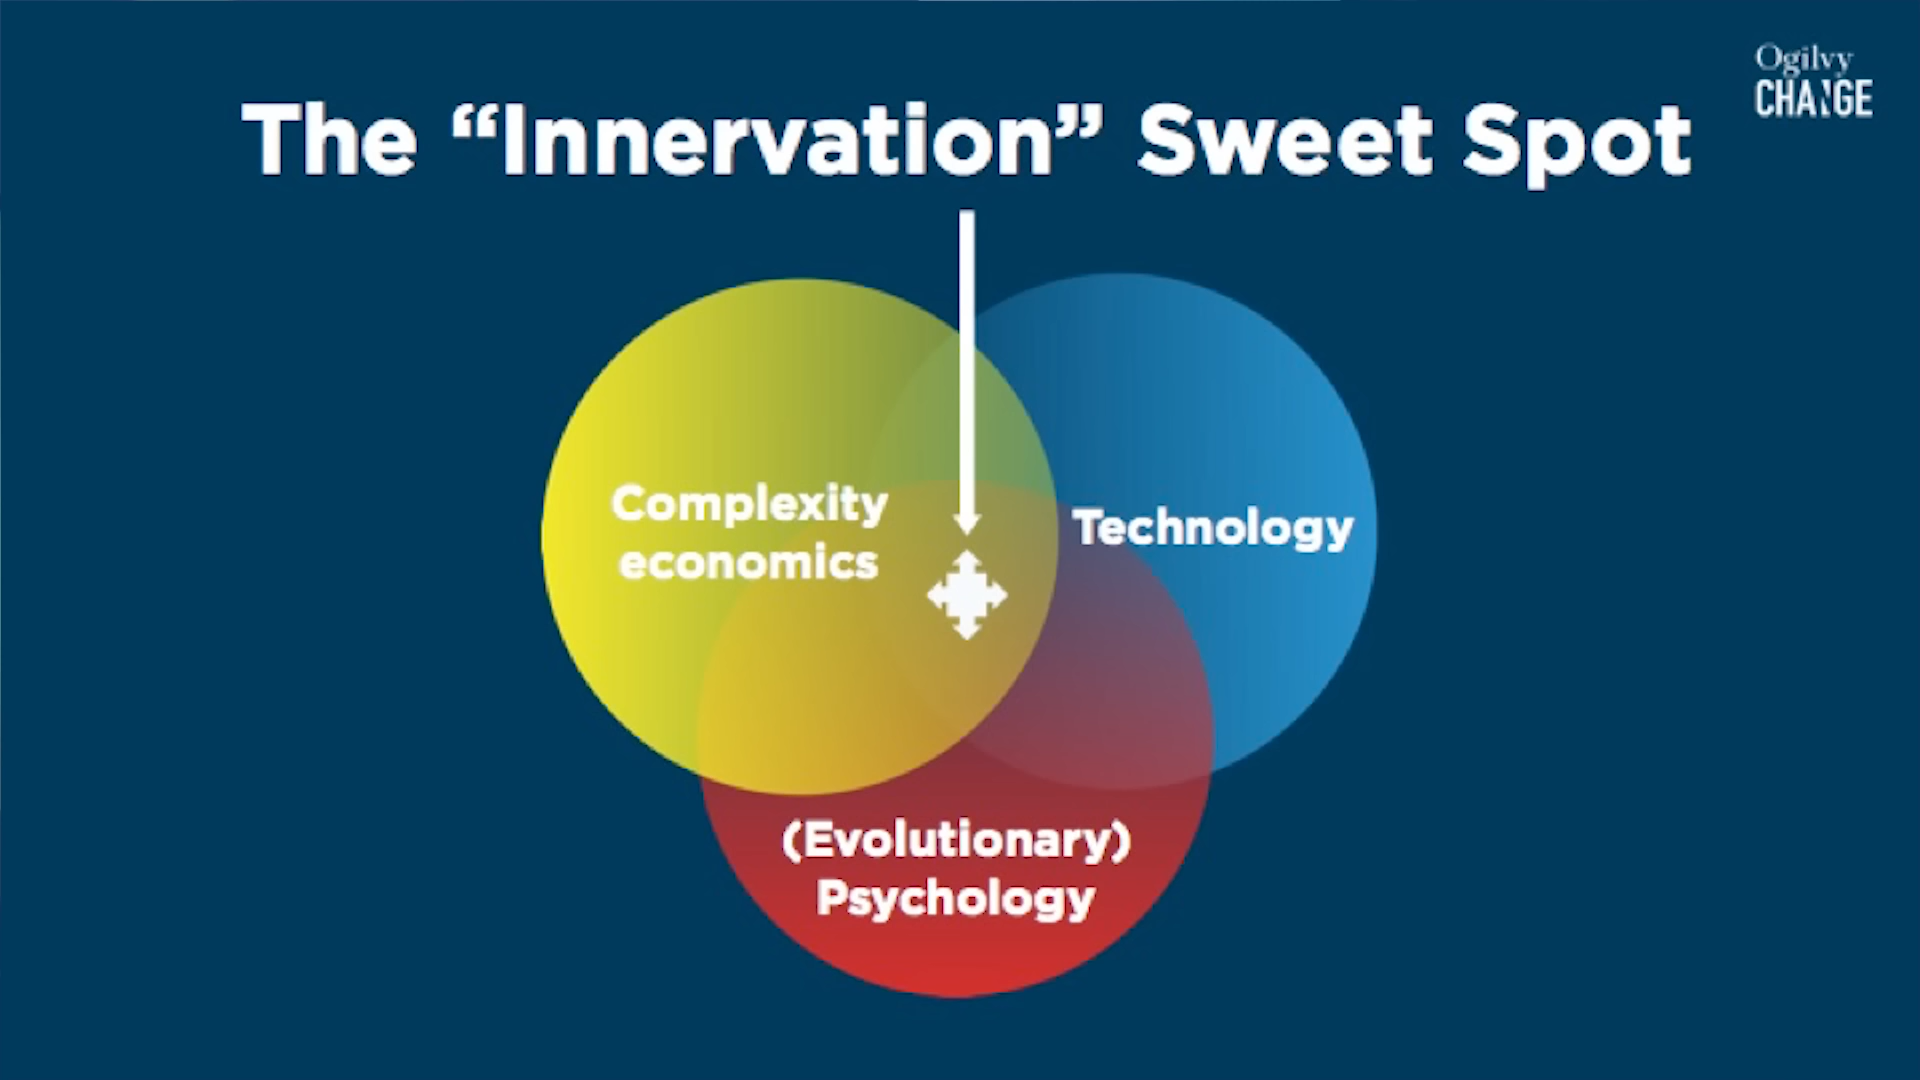 Ogilvy
CHANGE
The “Innervation” Sweet Spot
Complexity
economics
Technology
(Evolutionary)
Psychology